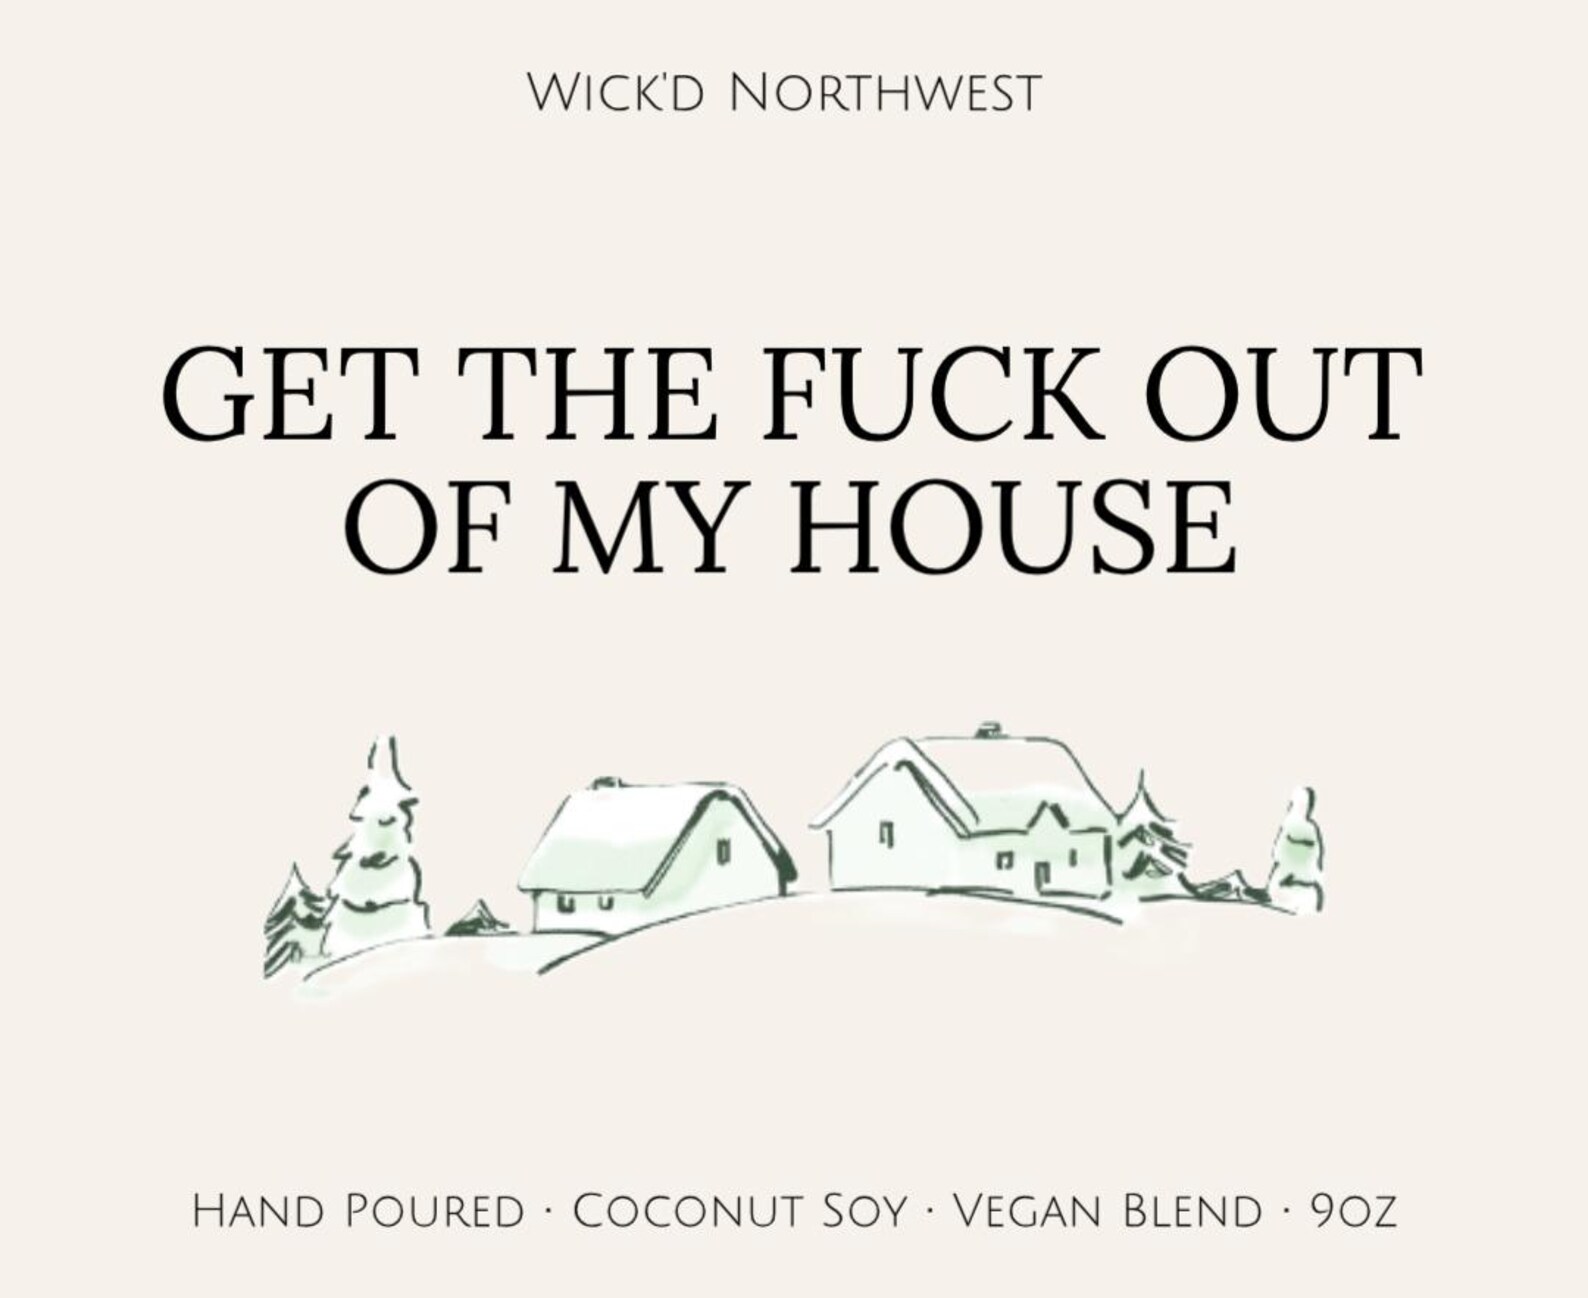 Wick'd Northwest
GET THE FUCK OUT
OF MY HOUSE
Hand Poured · Coconut Soy · Vegan Blend · 9oz